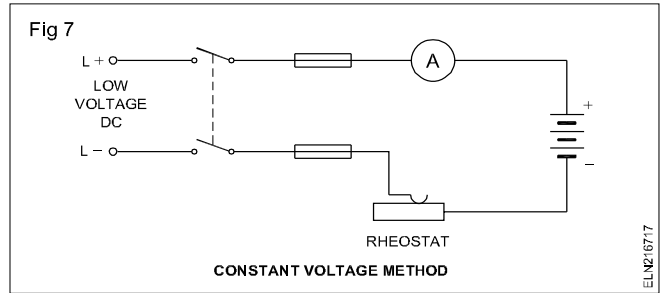 Fig 7
L +
LOW
VOLTAGE
DC
L −
A
+
−
RHEOSTAT
CONSTANT VOLTAGE METHOD
ELN216717